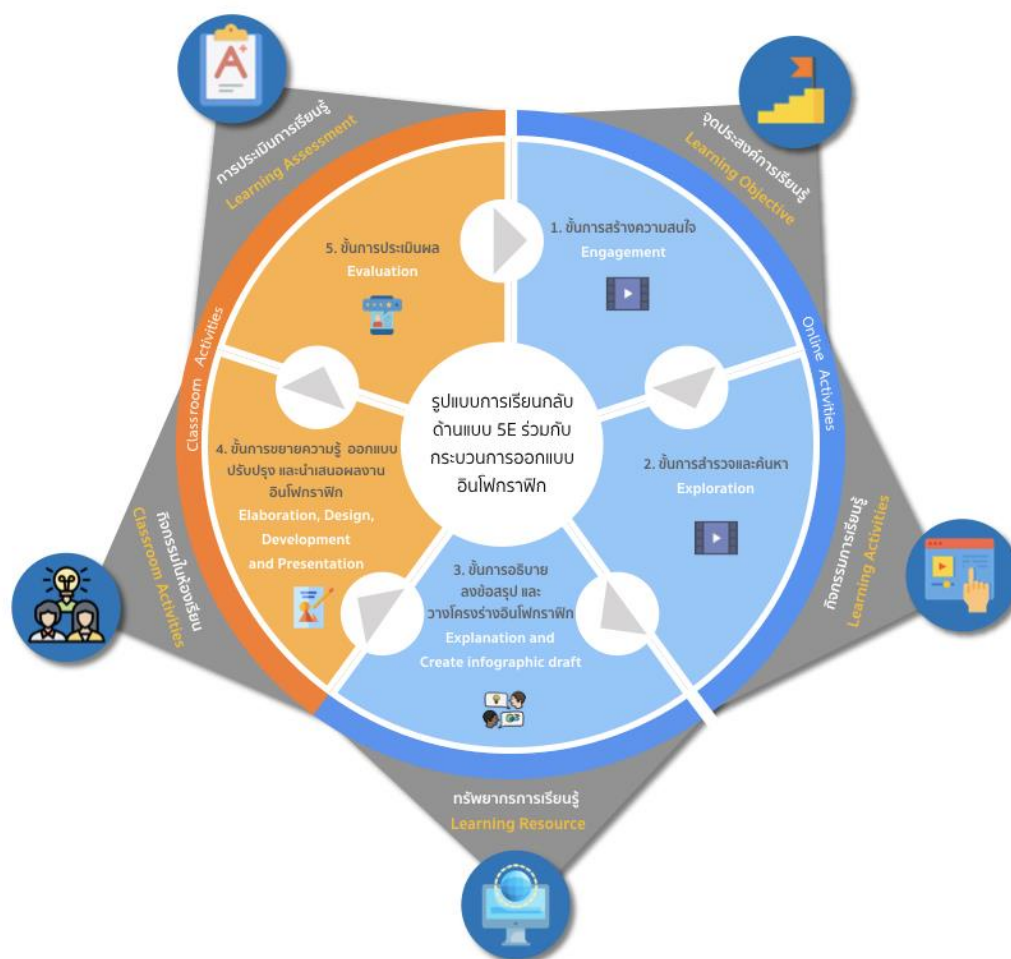 การประเมินการเรียนรู้
Learning Assessment
จุดประสงค์การเรียนรู้
Learning Objective
5. ขั้นการประเมินผล
Evaluation
1. ขั้นการสร้างความสนใจ
Engagement
Classroom Activities
Online Activities
รูปแบบการเรียนกลับ
ด้านแบบ 5E ร่วมกับ
กระบวนการออกแบบ
อินโฟกราฟิก
4. ขั้นการขยายความรู้ ออกแบบ
ปรับปรุง และนำเสนอผลงาน
อินโฟกราฟิก
Elaboration, Design,
Development
and Presentation
2. ขั้นการสำรวจและค้นหา
Exploration
3. ขั้นการอธิบาย
ลงข้อสรุป และ
วางโครงร่างอินโฟกราฟิก
Explanation and
Create infographic draft
กิจกรรมในห้องเรียน
Classroom Activities
กิจกรรมการเรียนรู้
Learning Activities
ทรัพยากรการเรียนรู้
Learning Resource
A+